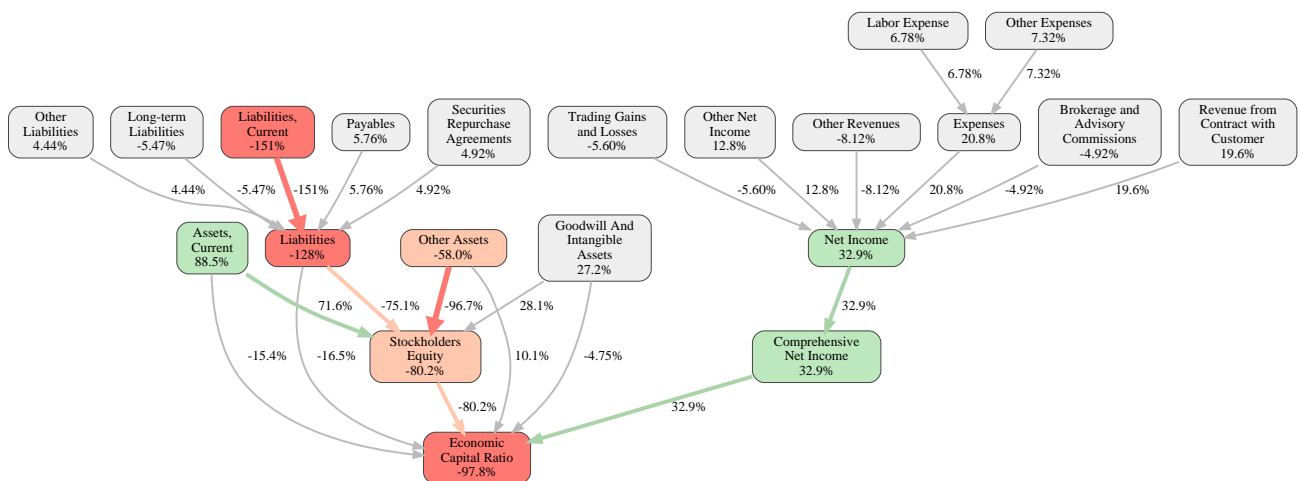 Labor Expense
6.78%
Other Expenses
7.32%
6.78%
7.32%
Other
Liabilities
4.44%
Long-term
Liabilities
-5.47%
Liabilities,
Current
-151%
Payables
5.76%
Securities
Repurchase
Agreements
4.92%
Trading Gains
and Losses
-5.60%
Other Net
Income
12.8%
Other Revenues
-8.12%
Expenses
20.8%
Brokerage and
Advisory
Commissions
-4.92%
Revenue from
Contract with
Customer
19.6%
4.44%
-5.47%
-151%
5.76%
4.92%
-5.60%
12.8%
-8.12%
20.8%
-4.92%
19.6%
Assets,
Current
88.5%
Liabilities
-128%
Other Assets
-58.0%
Goodwill And
Intangible
Assets
27.2%
Net Income
32.9%
71.6%
-75.1%
-96.7%
28.1%
32.9%
Stockholders
Equity
-80.2%
Comprehensive
Net Income
32.9%
-15.4%
-16.5%
10.1%
-4.75%
-80.2%
32.9%
Economic
Capital Ratio
-97.8%